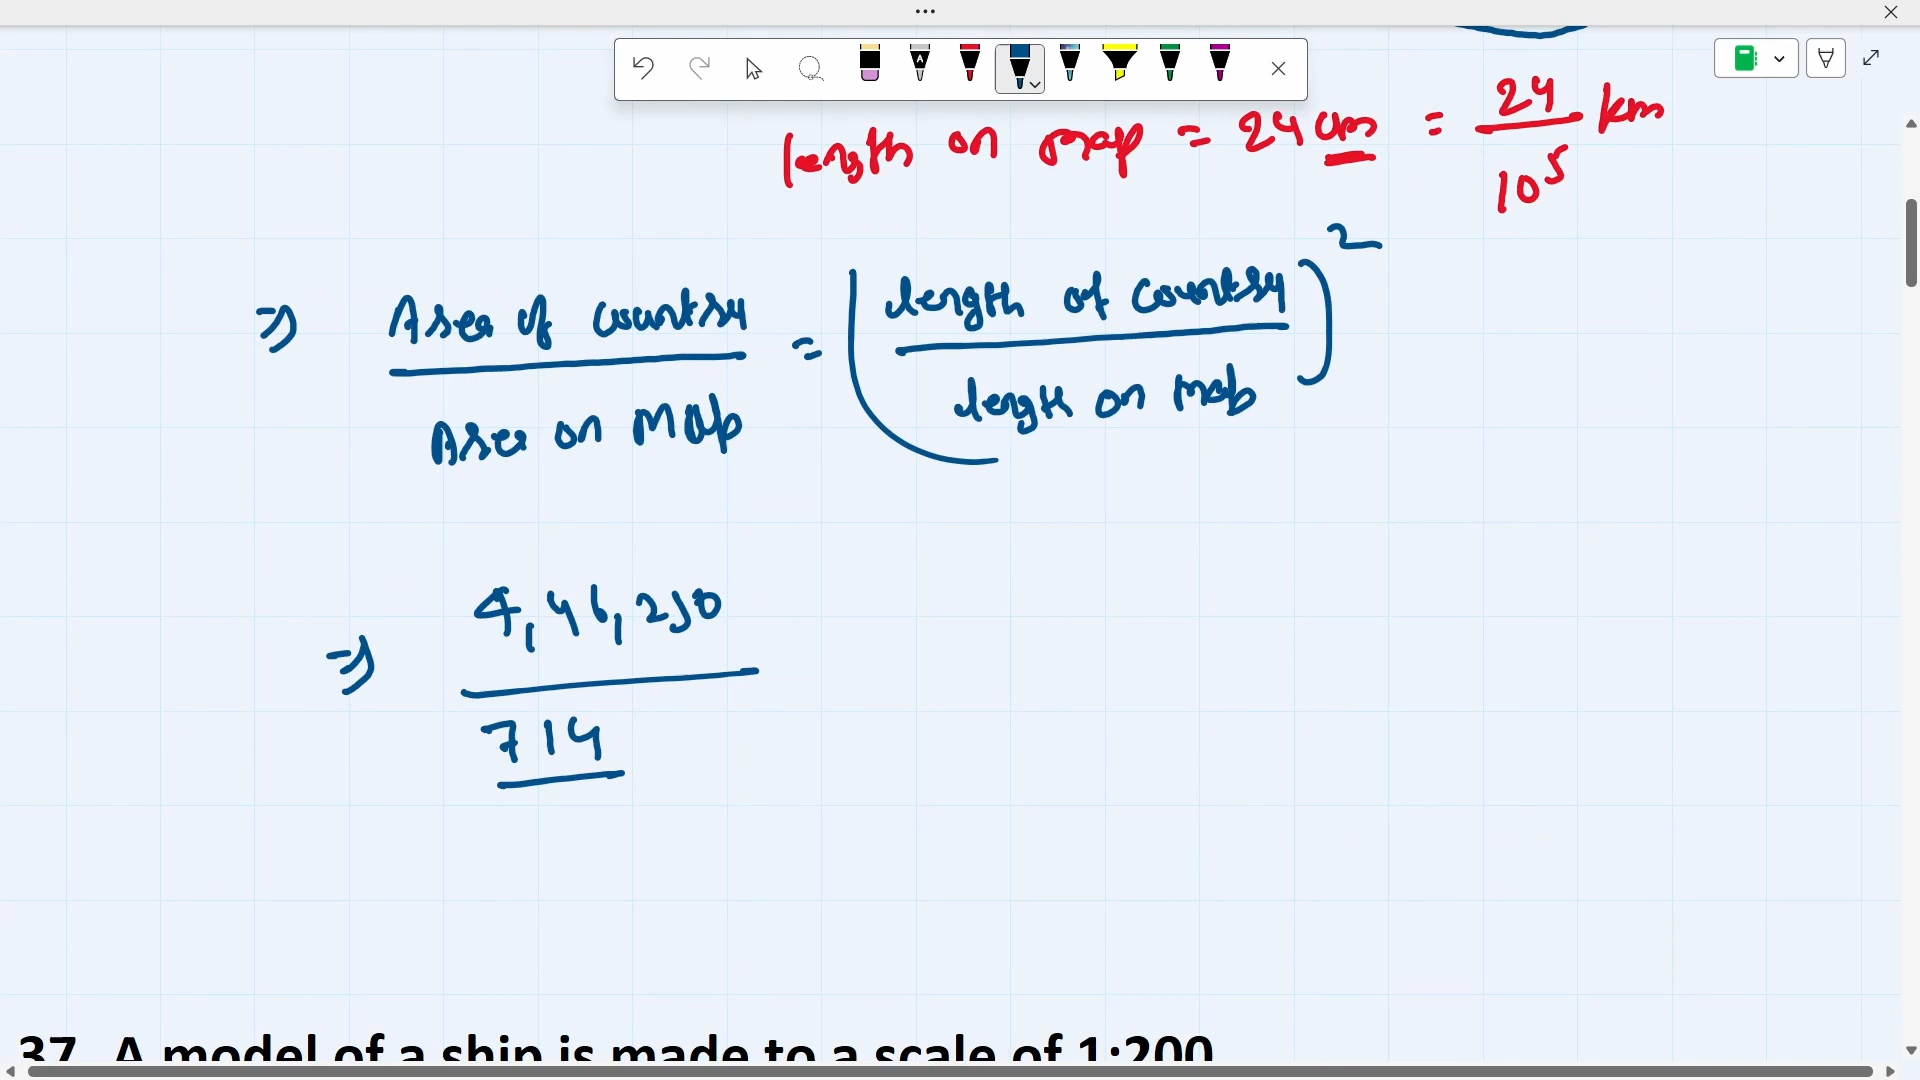 length on map = 24 cm = 24/10^5 km
⇒ Area of country / Area on Map = (length of country / length on map)^2
⇒ 4,46,250 / 714
37. A model of a ship is made to a scale of 1:200